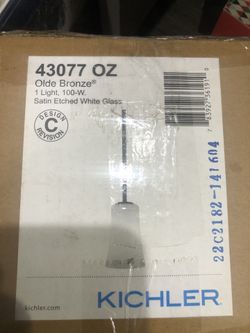 43077 OZ
Olde Bronze®
1 Light, 100-W.
Satin Etched White Glass
DESIGN
C
REVISION
22C2182-141604
kichler.com
KICHLER